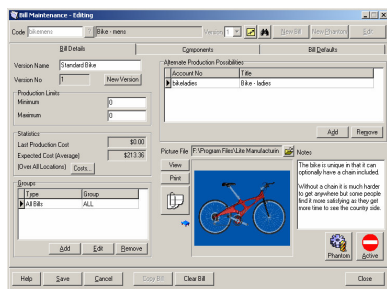 Bill Maintenance - Editing
Code bikemens ? Bike - mens Version 1 New Bill New Phantom Edit
Bill Details Components Bill Defaults
Version Name Standard Bike
Version No 1 New Version
Production Limits
Minimum 0
Maximum 0
Statistics
Last Production Cost $0.00
Expected Cost (Average) $213.36
(Over All Locations) Costs...
Groups
Type Group
All Bills ALL
Add Edit Remove
Alternate Production Possibilities
Account No Title
bikeladies Bike - ladies
Add Remove
Picture File F:\Program Files\Lite Manufacturin
View
Print
Notes
The bike is unique in that it can
optionally have a chain included.
Without a chain it is much harder
to get anywhere but some people
find it more satisfying as they get
more time to see the country side.
Phantom Active
Help Save Cancel Copy Bill Clear Bill Close